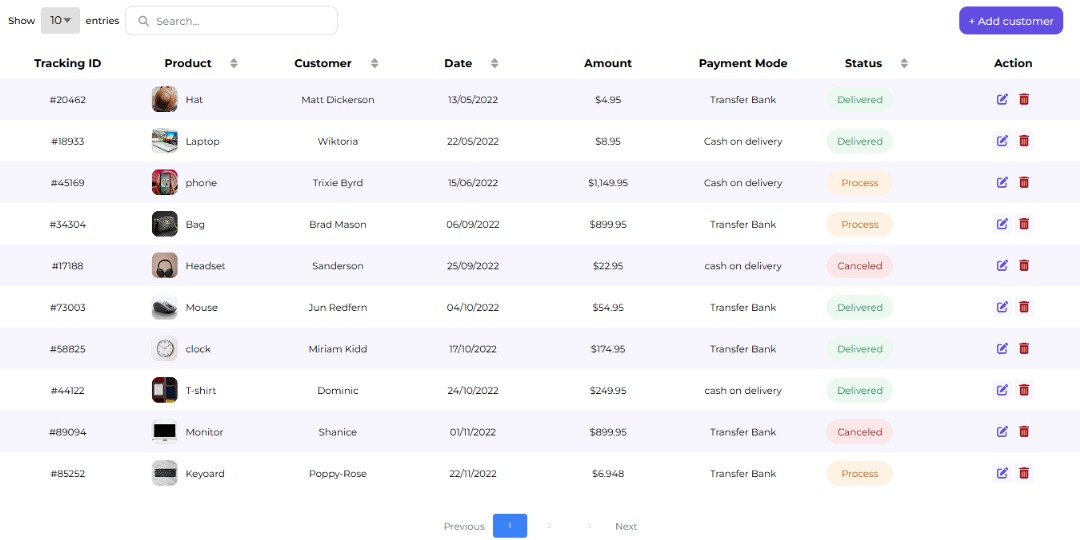 Show 10 entries Search... + Add customer
Tracking ID Product Customer Date Amount Payment Mode Status Action
#20462 Hat Matt Dickerson 13/05/2022 $4.95 Transfer Bank Delivered
#18933 Laptop Wiktoria 22/05/2022 $8.95 Cash on delivery Delivered
#45169 phone Trixie Byrd 15/06/2022 $1,149.95 Cash on delivery Process
#34304 Bag Brad Mason 06/09/2022 $899.95 Transfer Bank Process
#17188 Headset Sanderson 25/09/2022 $22.95 cash on delivery Canceled
#73003 Mouse Jun Redfern 04/10/2022 $54.95 Transfer Bank Delivered
#58825 clock Miriam Kidd 17/10/2022 $174.95 Transfer Bank Delivered
#44122 T-shirt Dominic 24/10/2022 $249.95 cash on delivery Delivered
#89094 Monitor Shanice 01/11/2022 $899.95 Transfer Bank Canceled
#85252 Keyoard Poppy-Rose 22/11/2022 $6.948 Transfer Bank Process
Previous 1 2 3 Next